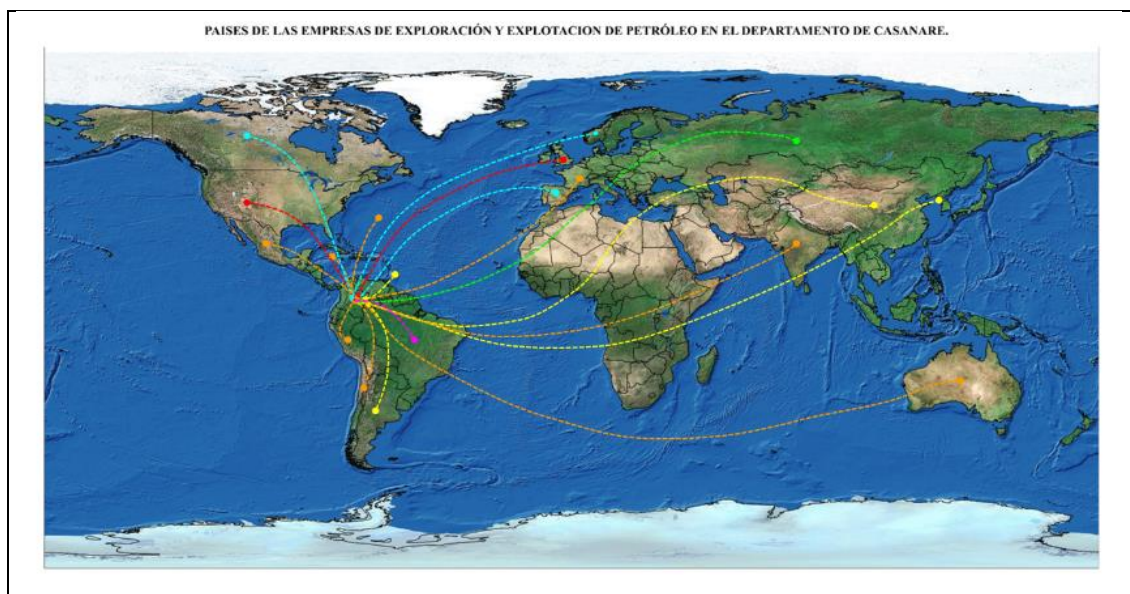 PAISES DE LAS EMPRESAS DE EXPLORACIÓN Y EXPLOTACION DE PETRÓLEO EN EL DEPARTAMENTO DE CASANARE.